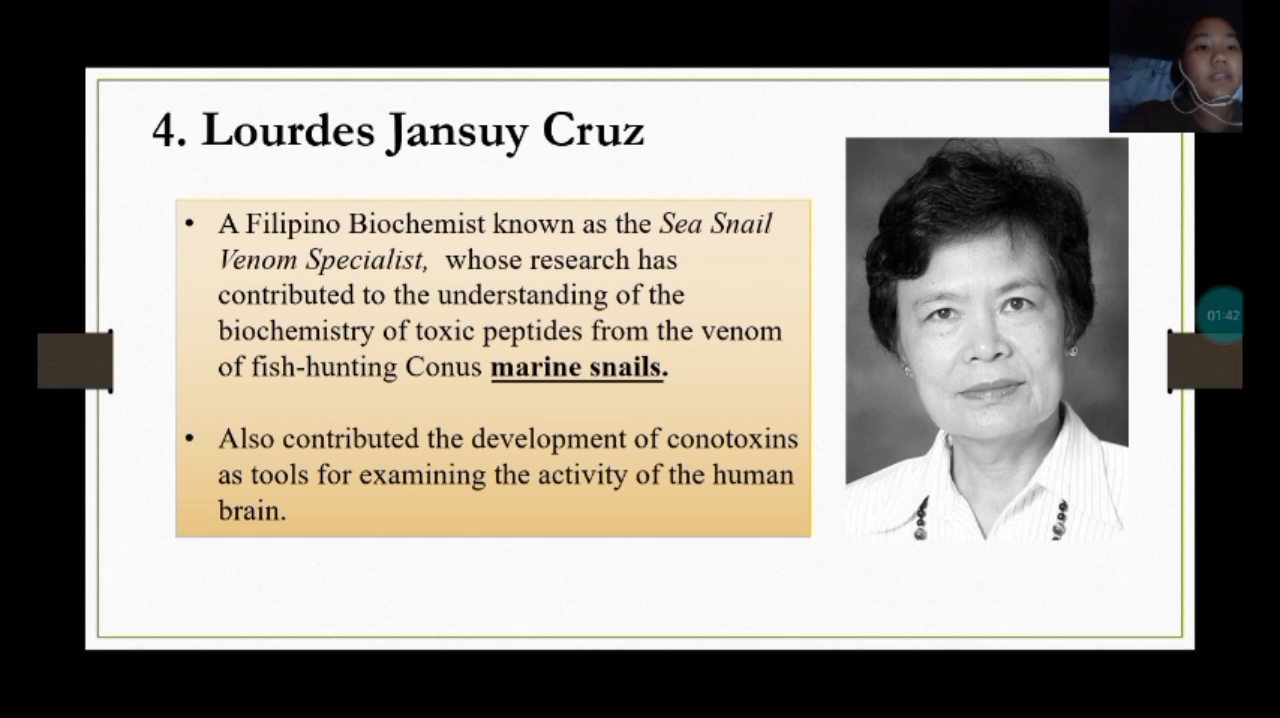 4. Lourdes Jansuy Cruz
• A Filipino Biochemist known as the Sea Snail
Venom Specialist, whose research has
contributed to the understanding of the
biochemistry of toxic peptides from the venom
of fish-hunting Conus marine snails.
• Also contributed the development of conotoxins
as tools for examining the activity of the human
brain.
01:42